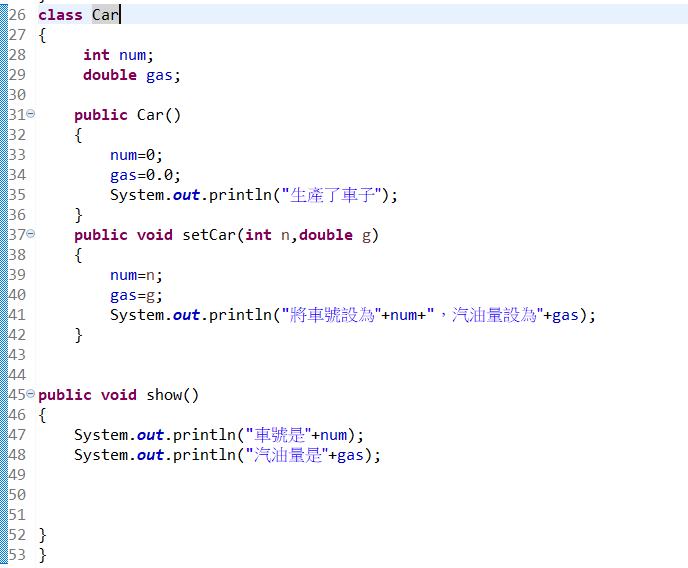 26 class Car
27 {
28 int num;
29 double gas;
30
31 public Car()
32 {
33 num=0;
34 gas=0.0;
35 System.out.println("生產了車子");
36 }
37 public void setCar(int n,double g)
38 {
39 num=n;
40 gas=g;
41 System.out.println("將車號設為"+num+"，汽油量設為"+gas);
42 }
43
44
45 public void show()
46 {
47 System.out.println("車號是"+num);
48 System.out.println("汽油量是"+gas);
49
50
51
52 }
53 }